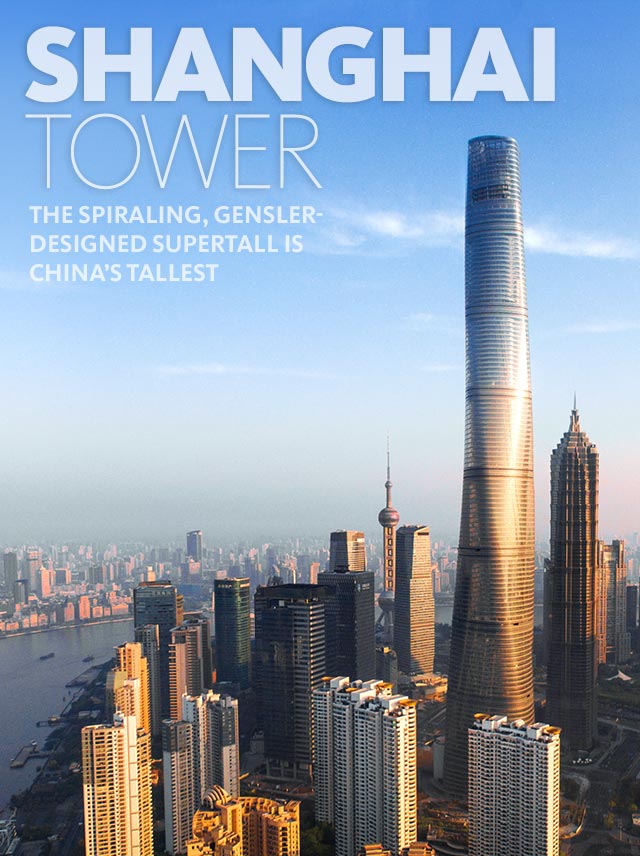 SHANGHAI
TOWER
THE SPIRALING, GENSLER-
DESIGNED SUPERTALL IS
CHINA'S TALLEST